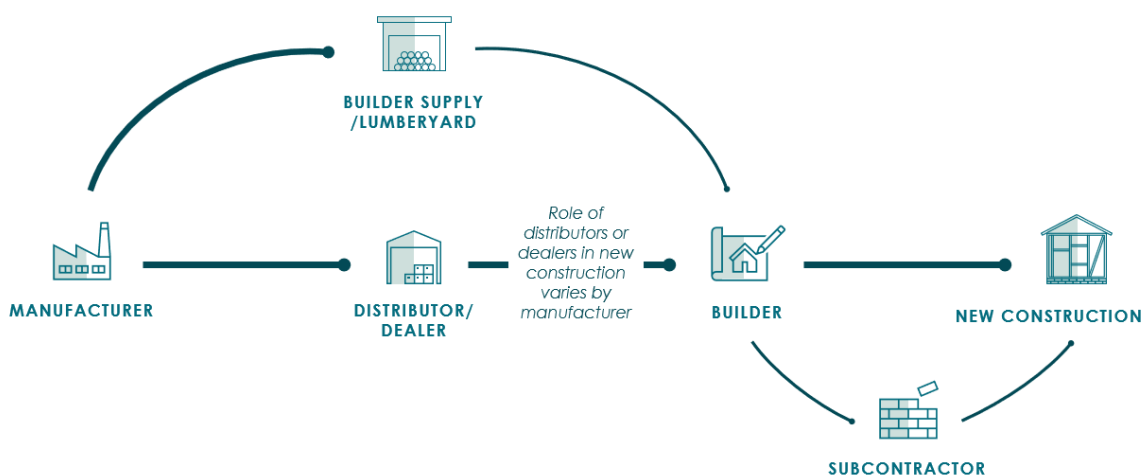 BUILDER SUPPLY
/LUMBERYARD
MANUFACTURER
DISTRIBUTOR/
DEALER
Role of
distributors or
dealers in new
construction
varies by
manufacturer
BUILDER
NEW CONSTRUCTION
SUBCONTRACTOR